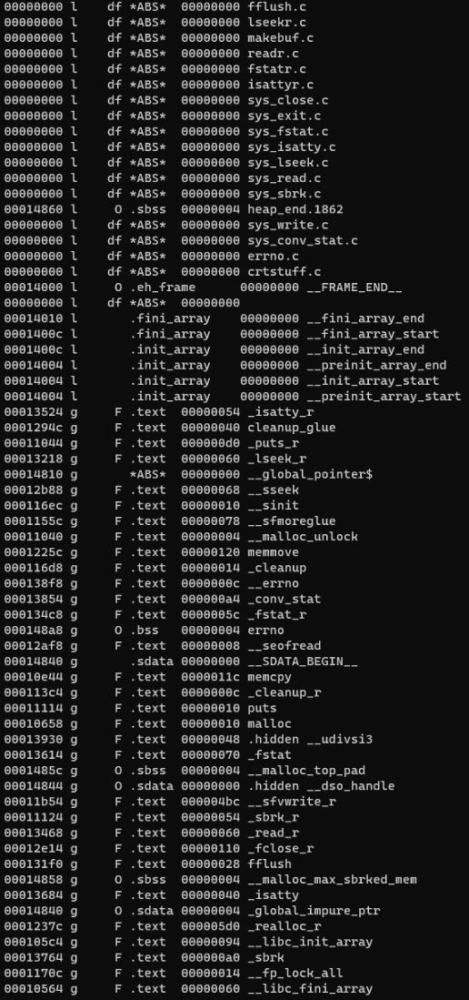 00000000 l    df *ABS*  00000000 fflush.c
00000000 l    df *ABS*  00000000 lseekr.c
00000000 l    df *ABS*  00000000 makebuf.c
00000000 l    df *ABS*  00000000 readr.c
00000000 l    df *ABS*  00000000 fstatr.c
00000000 l    df *ABS*  00000000 isattyr.c
00000000 l    df *ABS*  00000000 sys_close.c
00000000 l    df *ABS*  00000000 sys_exit.c
00000000 l    df *ABS*  00000000 sys_fstat.c
00000000 l    df *ABS*  00000000 sys_isatty.c
00000000 l    df *ABS*  00000000 sys_lseek.c
00000000 l    df *ABS*  00000000 sys_read.c
00000000 l    df *ABS*  00000000 sys_sbrk.c
00014860 l     O .sbss  00000004 heap_end.1862
00000000 l    df *ABS*  00000000 sys_write.c
00000000 l    df *ABS*  00000000 sys_conv_stat.c
00000000 l    df *ABS*  00000000 errno.c
00000000 l    df *ABS*  00000000 crtstuff.c
00014000 l     O .eh_frame      00000000 __FRAME_END__
00000000 l    df *ABS*  00000000
00014010 l       .fini_array    00000000 __fini_array_end
0001400c l       .fini_array    00000000 __fini_array_start
0001400c l       .init_array    00000000 __init_array_end
00014004 l       .init_array    00000000 __preinit_array_end
00014004 l       .init_array    00000000 __init_array_start
00014004 l       .init_array    00000000 __preinit_array_start
00013524 g     F .text  00000054 _isatty_r
0001294c g     F .text  00000040 cleanup_glue
00011044 g     F .text  000000d0 _puts_r
00013218 g     F .text  00000060 _lseek_r
00014810 g       *ABS*  00000000 __global_pointer$
00012b88 g     F .text  00000068 __sseek
000116ec g     F .text  00000010 __sinit
0001155c g     F .text  00000078 __sfmoreglue
00011040 g     F .text  00000004 __malloc_unlock
0001225c g     F .text  00000120 memmove
000116d8 g     F .text  00000014 _cleanup
000138f8 g     F .text  0000000c __errno
00013854 g     F .text  000000a4 _conv_stat
000134c8 g     F .text  0000005c _fstat_r
000148a8 g     O .bss   00000004 errno
00012af8 g     F .text  00000008 __seofread
00014840 g       .sdata 00000000 __SDATA_BEGIN__
00010e44 g     F .text  0000011c memcpy
000113c4 g     F .text  0000000c _cleanup_r
00011114 g     F .text  00000010 puts
00010658 g     F .text  00000010 malloc
00013930 g     F .text  00000048 .hidden __udivsi3
00013614 g     F .text  00000070 _fstat
0001485c g     O .sbss  00000004 __malloc_top_pad
00014844 g     O .sdata 00000000 .hidden __dso_handle
00011b54 g     F .text  000004bc __sfvwrite_r
00011124 g     F .text  00000054 _sbrk_r
00013468 g     F .text  00000060 _read_r
00012e14 g     F .text  00000110 _fclose_r
000131f0 g     F .text  00000028 fflush
00014858 g     O .sbss  00000004 __malloc_max_sbrked_mem
00013684 g     F .text  00000040 _isatty
00014840 g     O .sdata 00000004 _global_impure_ptr
0001237c g     F .text  000005d0 _realloc_r
000105c4 g     F .text  00000094 __libc_init_array
00013764 g     F .text  000000a0 _sbrk
0001170c g     F .text  00000014 __fp_lock_all
00010564 g     F .text  00000060 __libc_fini_array